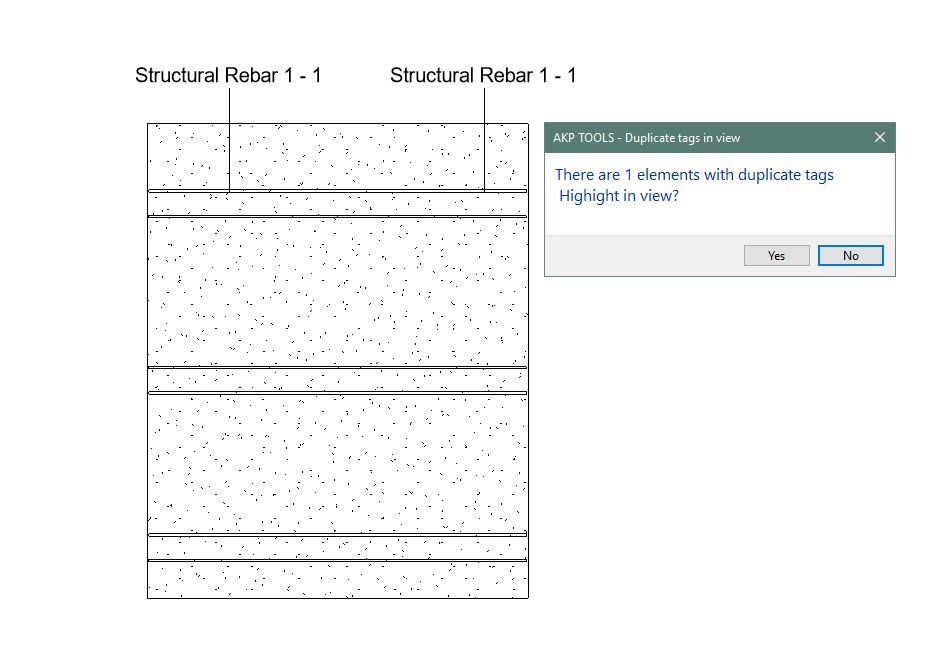 Structural Rebar 1 - 1
Structural Rebar 1 - 1
AKP TOOLS - Duplicate tags in view
There are 1 elements with duplicate tags
Highight in view?
Yes
No